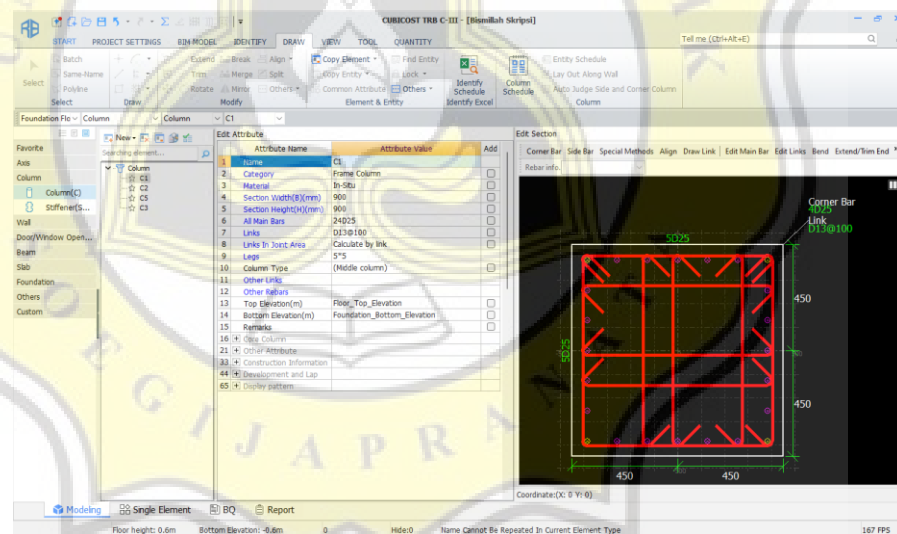 CUBICOST TRB C-III - [Bismillah Skripsi]
START PROJECT SETTINGS BIM MODEL IDENTIFY DRAW VIEW TOOL QUANTITY
Tell me (Ctrl+Alt+E)
Select
Batch
Same-Name
Polyline
Select
Draw
Extend Break Align
Trim Merge Split
Rotate Mirror Others
Modify
Copy Element Find Entity
Copy Entity Lock
Common Attribute Others
Element & Entity
Identify Schedule
Identify Excel
Column Schedule
Entity Schedule
Lay Out Along Wall
Auto Judge Side and Corner Column
Column
Foundation Flo Column Column C1
Favorite
Axis
Column
Column(C)
Stiffener(S...
Wall
Door/Window Open...
Beam
Slab
Foundation
Others
Custom
New
Searching element...
Column
C1
C2
C5
C3
Edit Attribute
Attribute Name Attribute Value Add
1 Name C1
2 Category Frame Column
3 Material In-Situ
4 Section Width(B)(mm) 900
5 Section Height(H)(mm) 900
6 All Main Bars 24D25
7 Links D13@100
8 Links In Joint Area Calculate by link
9 Legs 5*5
10 Column Type (Middle column)
11 Other Links
12 Other Rebars
13 Top Elevation(m) Floor_Top_Elevation
14 Bottom Elevation(m) Foundation_Bottom_Elevation
15 Remarks
16 + Core Column
21 + Other Attribute
33 + Construction Information
44 + Development and Lap
65 + Display pattern
Edit Section
Corner Bar Side Bar Special Methods Align Draw Link Edit Main Bar Edit Links Bend Extend/Trim End
Rebar info.
Corner Bar
4D25
Link
D13@100
5D25
450
5D25
450
450 450
Coordinate:(X: 0 Y: 0)
OEGIJAPRANATA
Modeling Single Element BQ Report
Floor height: 0.6m Bottom Elevation: -0.6m 0 Hide:0 Name Cannot Be Repeated In Current Element Type 167 FPS